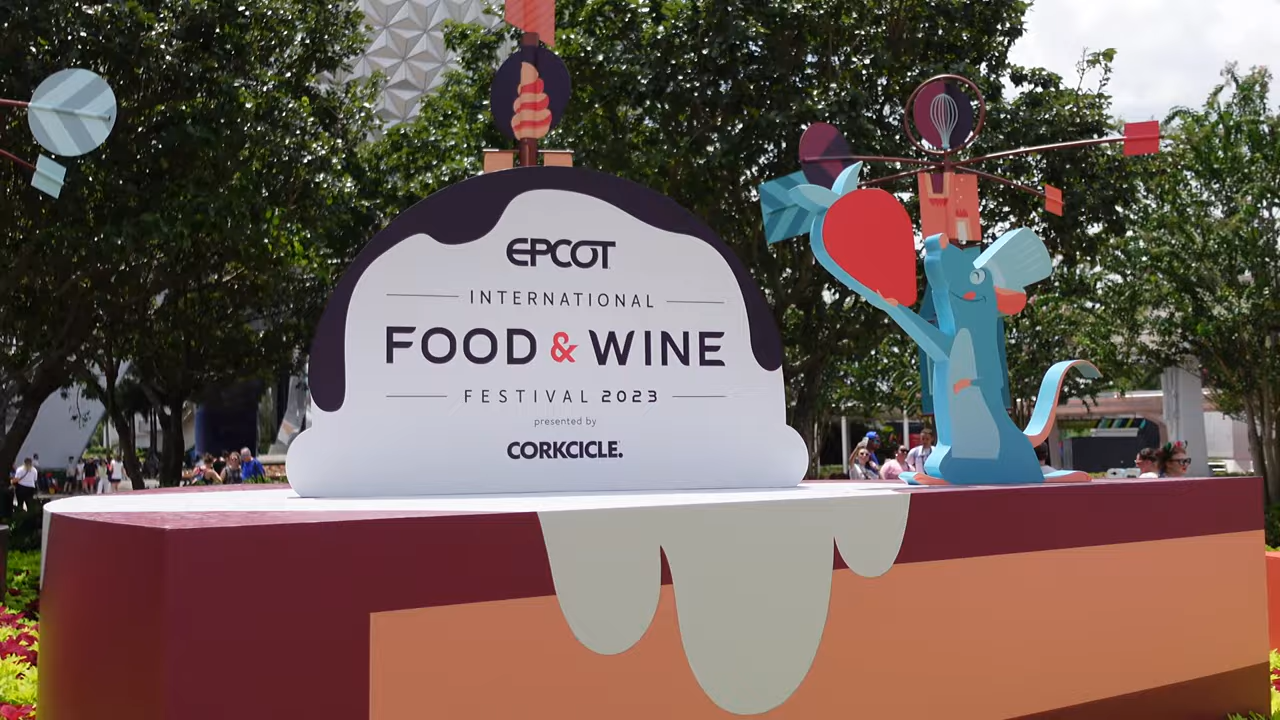 EPCOT
INTERNATIONAL
FOOD & WINE
FESTIVAL 2023
presented by
CORKCICLE.